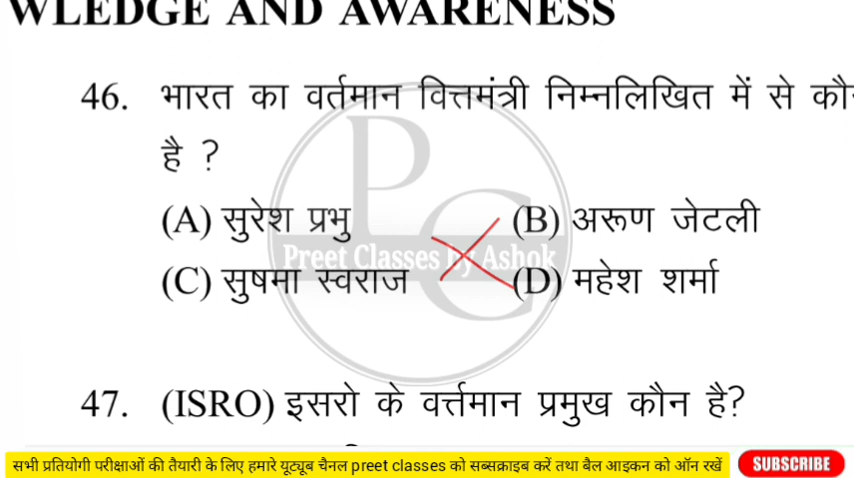 WLEDGE AND AWARENESS
46. भारत का वर्तमान वित्तमंत्री निम्नलिखित में से कौ
है ?
(A) सुरेश प्रभु (B) अरूण जेटली
Preet Classes by Ashok
(C) सुषमा स्वराज (D) महेश शर्मा
47. (ISRO) इसरो के वर्त्तमान प्रमुख कौन है?
सभी प्रतियोगी परीक्षाओं की तैयारी के लिए हमारे यूट्यूब चैनल preet classes को सब्सक्राइब करें तथा बैल आइकन को ऑन रखें SUBSCRIBE